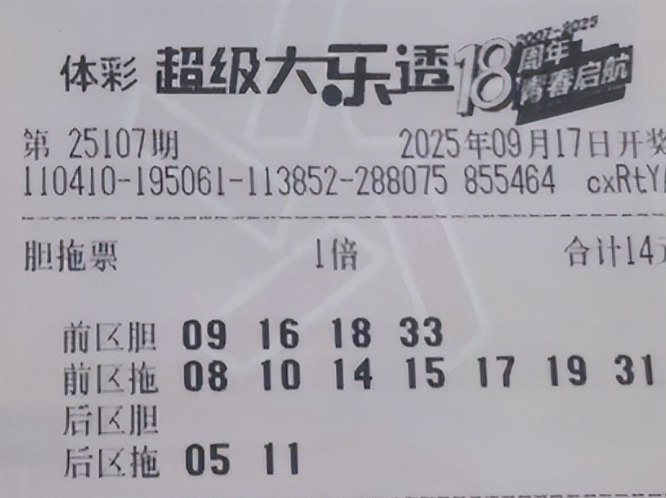 体彩 超级大乐透 18 2007-2025 周年 青春启航
第 25107期 2025年09月17日开奖
110410-195061-113852-288075 855464 cxRtY
胆拖票 1倍 合计14元
前区胆 09 16 18 33
前区拖 08 10 14 15 17 19 31
后区胆
后区拖 05 11